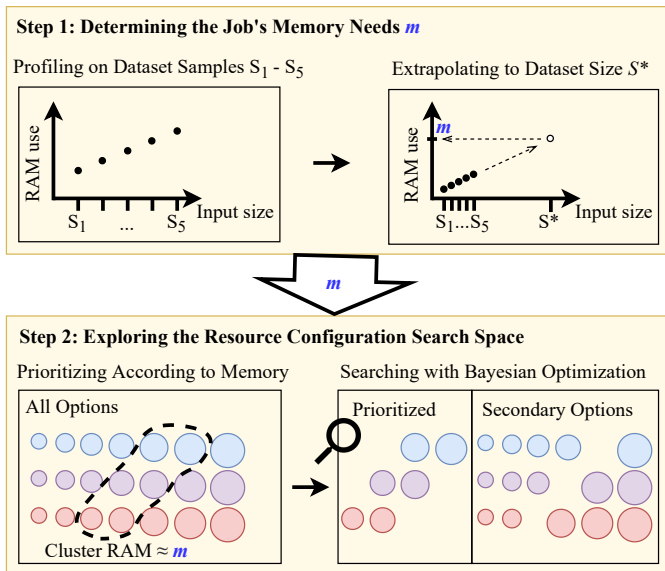 Step 1: Determining the Job's Memory Needs m
Profiling on Dataset Samples S1 - S5
Extrapolating to Dataset Size S*
RAM use
S1
...
S5
Input size
RAM use
m
S1...S5
S*
Input size
m
Step 2: Exploring the Resource Configuration Search Space
Prioritizing According to Memory
Searching with Bayesian Optimization
All Options
Cluster RAM ≈ m
Prioritized
Secondary Options